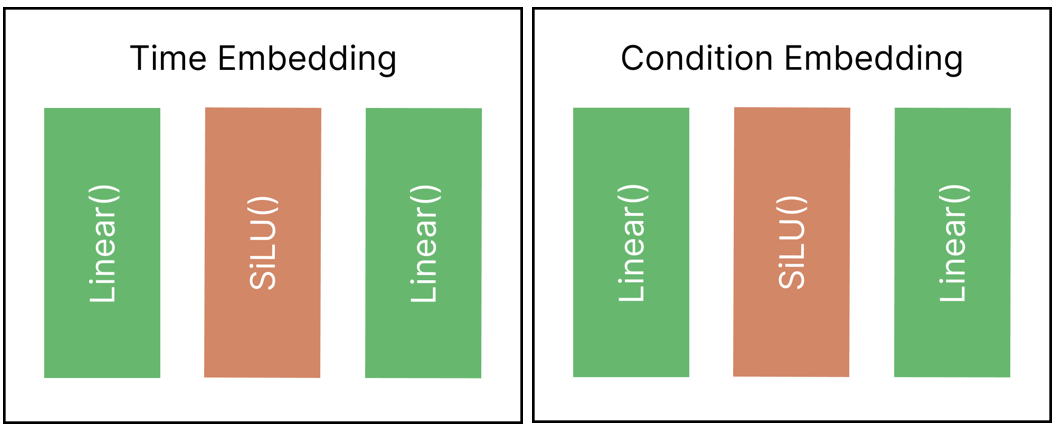 Time Embedding
Linear()
SiLU()
Linear()
Condition Embedding
Linear()
SiLU()
Linear()